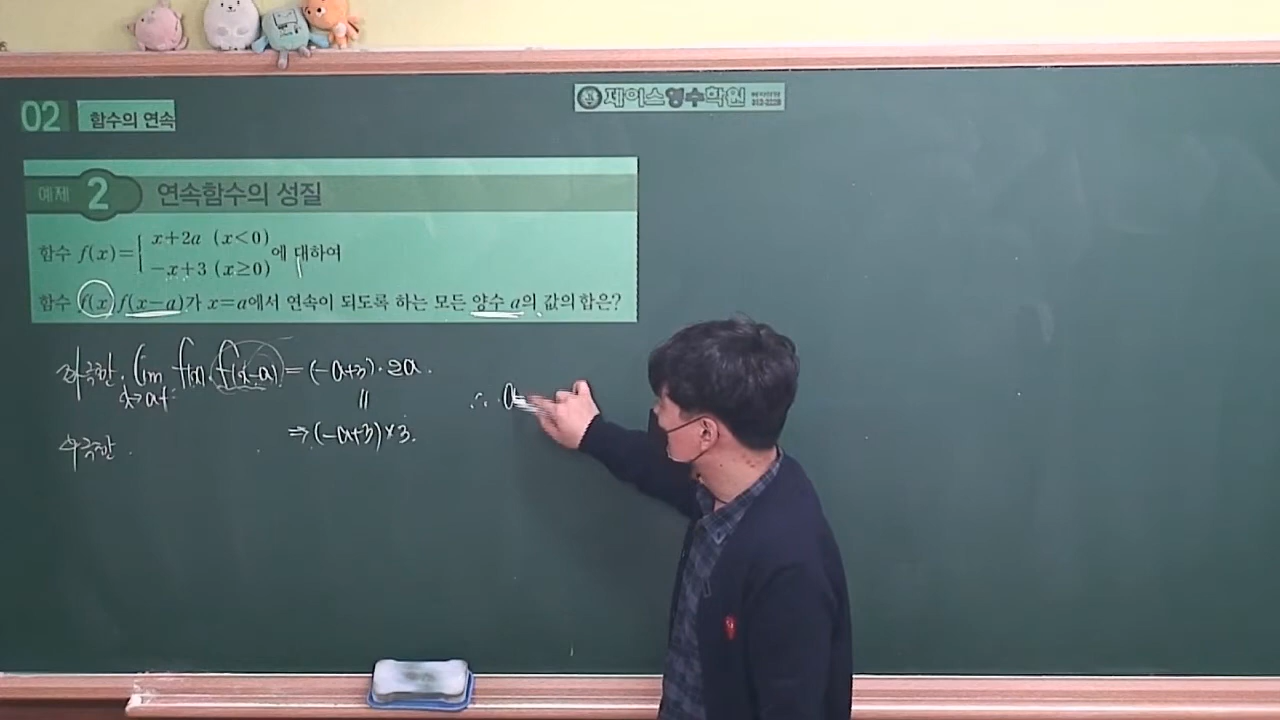 02 함수의 연속
제이스영수학원
예제 2 연속함수의 성질
함수 f(x)={ x+2a (x<0)
-x+3 (x≥0) 에 대하여
함수 f(x)f(x-a)가 x=a에서 연속이 되도록 하는 모든 양수 a의 값의 합은?
좌극한. lim f(x).f(x-a)=(-a+3)·2a.
x→a
=
우극한. ⇒(-a+3)×3.
∴ a